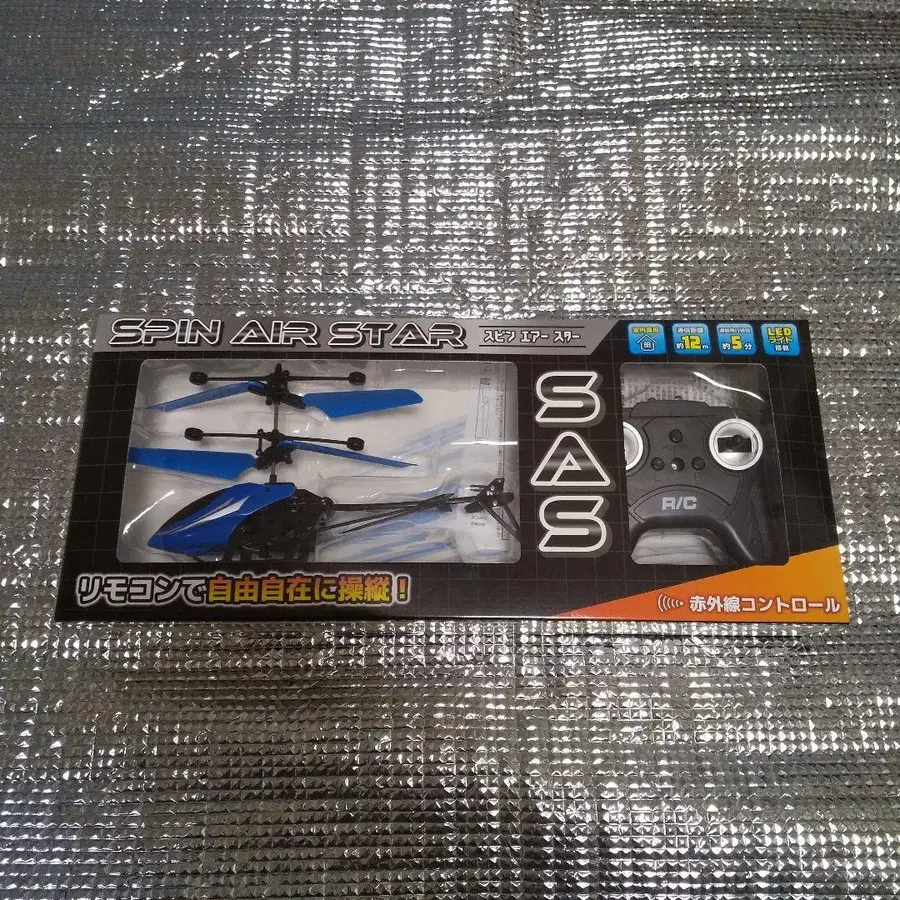 SPIN AIR STAR
スピン エアー スター
室内専用
通信距離
約12m
連続飛行時間
約5分
LED
ライト
搭載
SAS
R/C
リモコンで自由自在に操縦!
赤外線コントロール